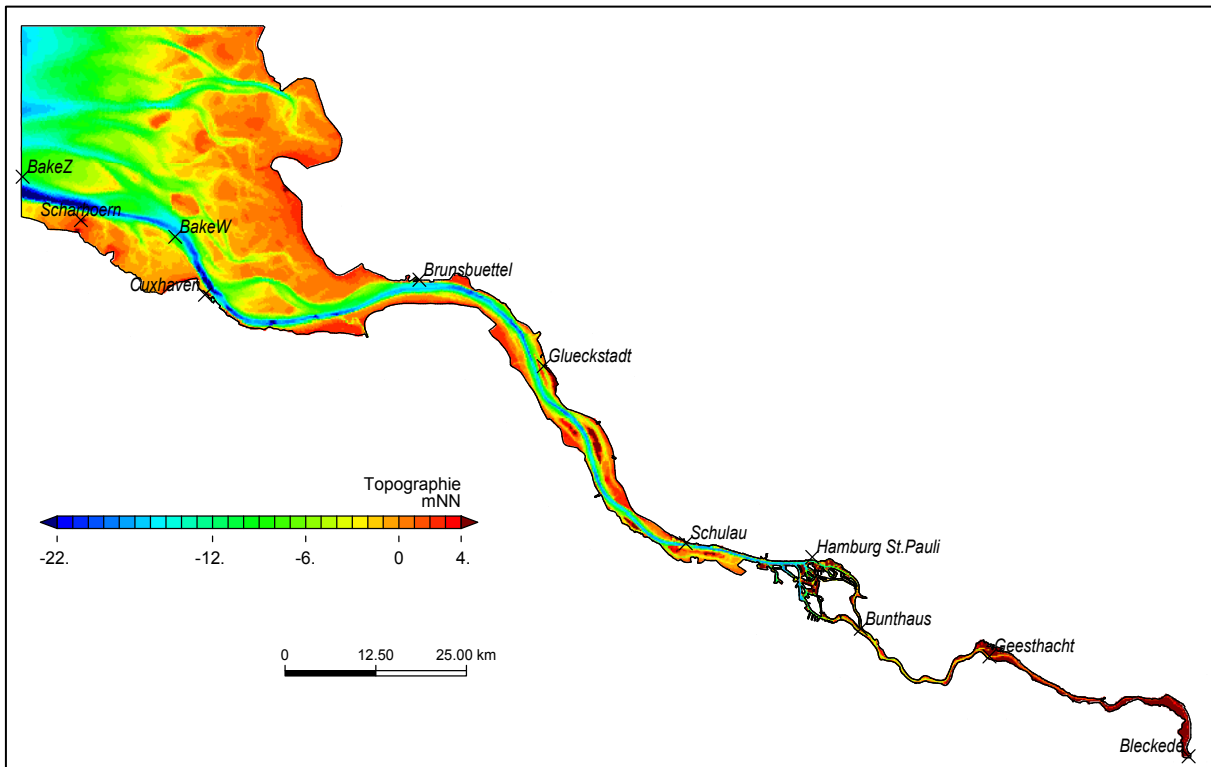 BakeZ
Scharhoern
BakeW
Cuxhaven
Brunsbuettel
Glueckstadt
Topographie
mNN
-22. -12. -6. 0 4.
Schulau
Hamburg St.Pauli
Bunthaus
0 12.50 25.00 km
Geesthacht
Bleckede